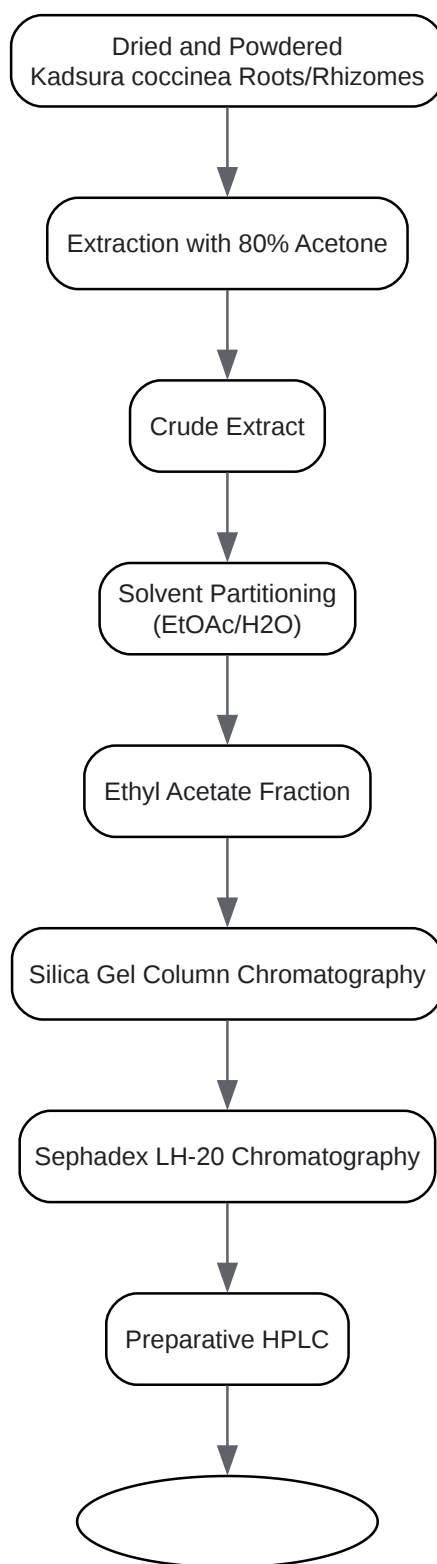 Dried and Powdered
Kadsura coccinea Roots/Rhizomes
Extraction with 80% Acetone
Crude Extract
Solvent Partitioning
(EtOAc/H2O)
Ethyl Acetate Fraction
Silica Gel Column Chromatography
Sephadex LH-20 Chromatography
Preparative HPLC